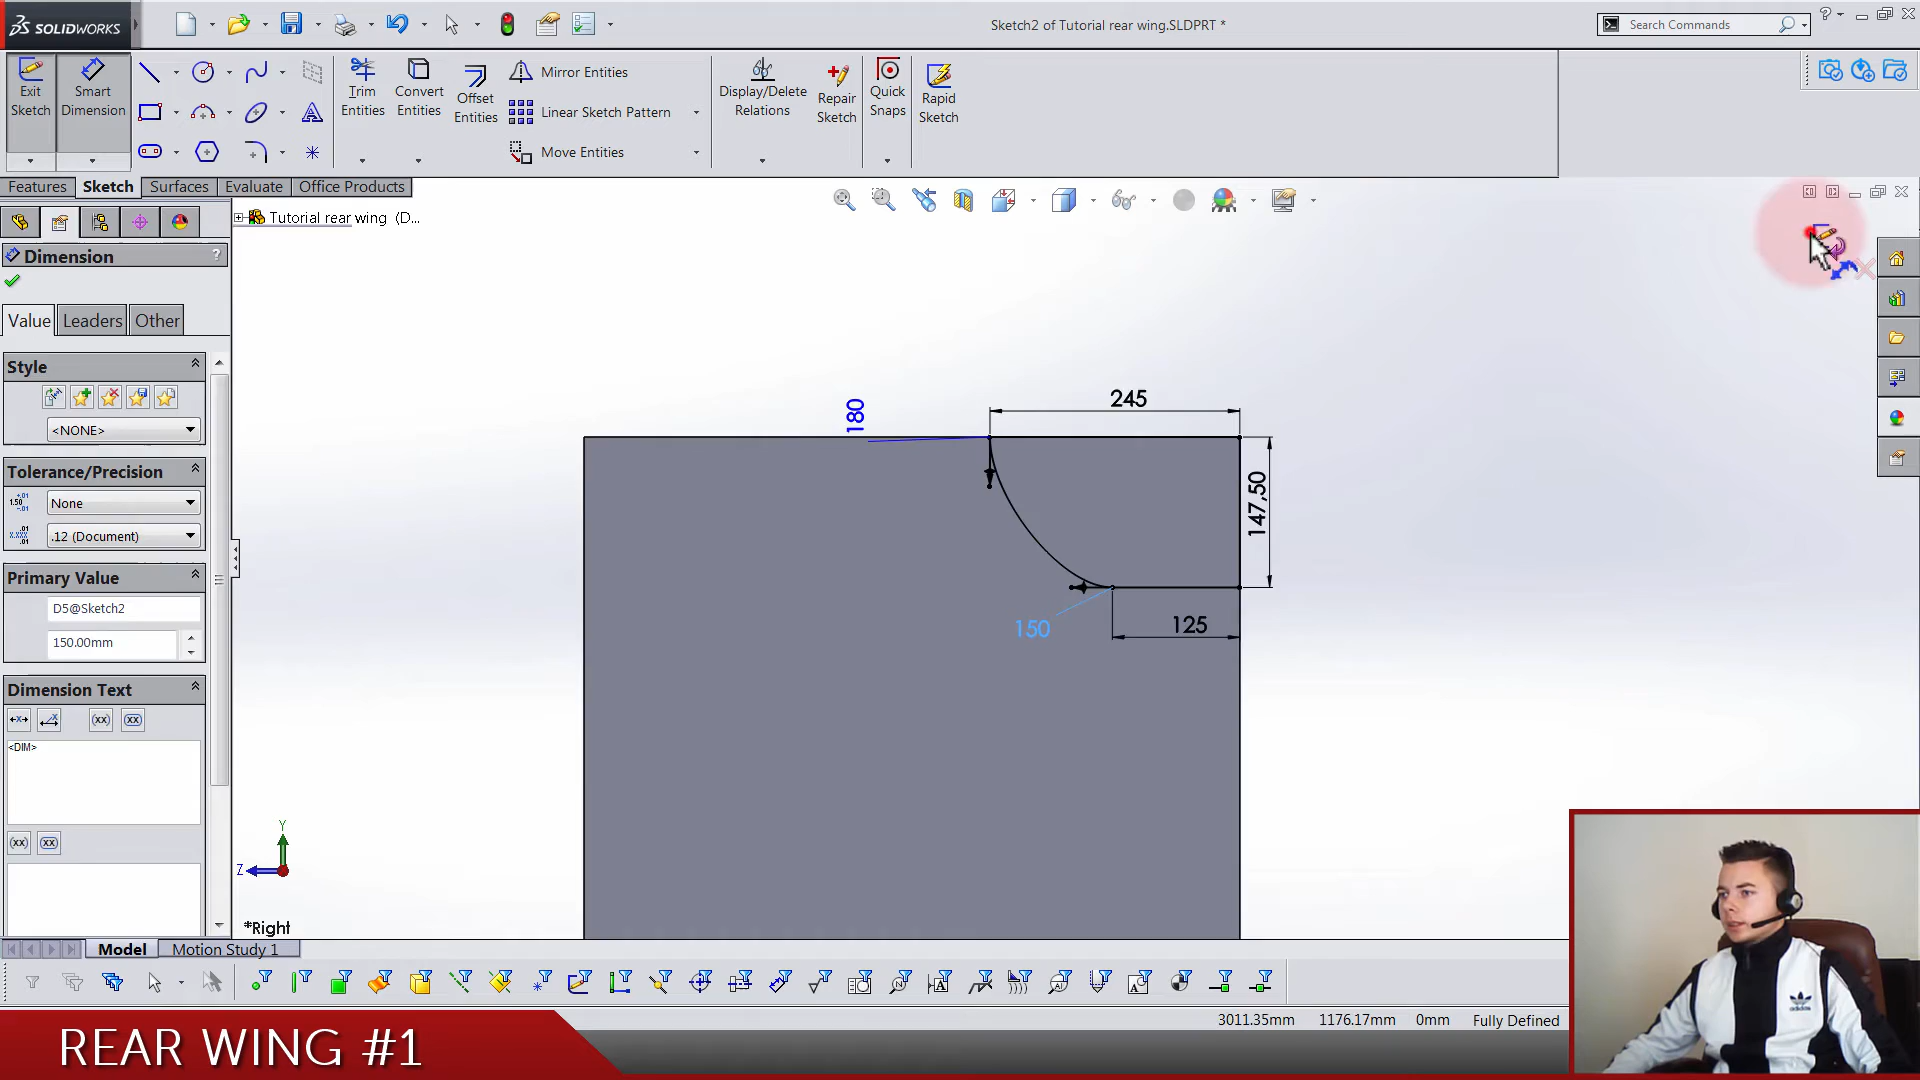 SOLIDWORKS
Sketch2 of Tutorial rear wing.SLDPRT *
Search Commands
Exit Sketch
Smart Dimension
Trim Entities
Convert Entities
Offset Entities
Mirror Entities
Linear Sketch Pattern
Move Entities
Display/Delete Relations
Repair Sketch
Quick Snaps
Rapid Sketch
Features Sketch Surfaces Evaluate Office Products
Tutorial rear wing (D...
Dimension
?
Value Leaders Other
Style
<NONE>
Tolerance/Precision
None
.12 (Document)
Primary Value
D5@Sketch2
150.00mm
Dimension Text
<DIM>
180
245
147,50
150
125
Y
Z
*Right
Model Motion Study 1
3011.35mm 1176.17mm 0mm Fully Defined
REAR WING #1